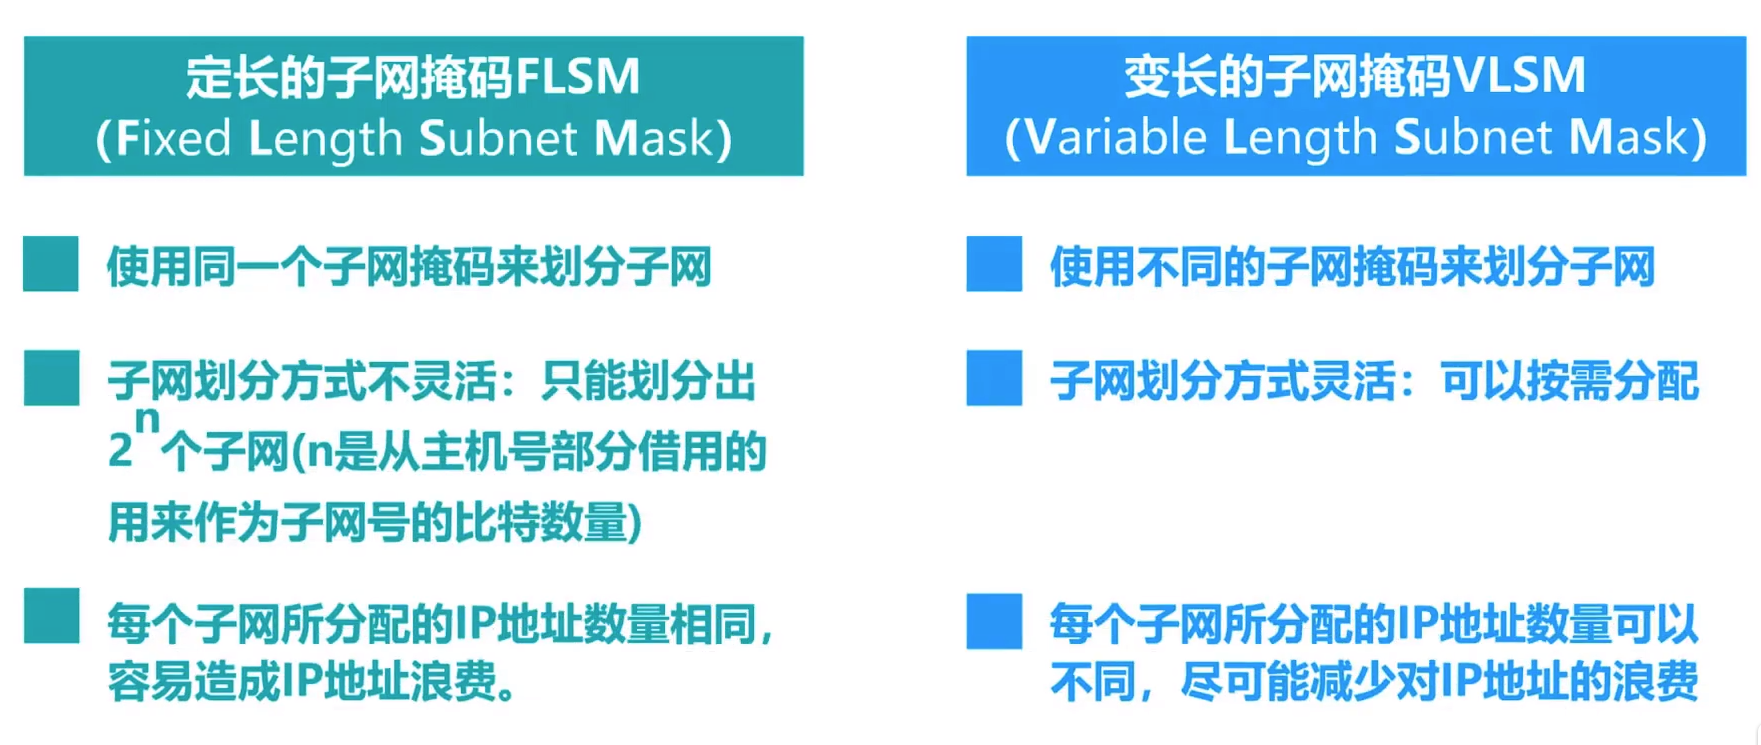 定长的子网掩码FLSM
(Fixed Length Subnet Mask)
使用同一个子网掩码来划分子网
子网划分方式不灵活：只能划分出
2ⁿ个子网(n是从主机号部分借用的
用来作为子网号的比特数量)
每个子网所分配的IP地址数量相同，
容易造成IP地址浪费。
变长的子网掩码VLSM
(Variable Length Subnet Mask)
使用不同的子网掩码来划分子网
子网划分方式灵活：可以按需分配
每个子网所分配的IP地址数量可以
不同，尽可能减少对IP地址的浪费